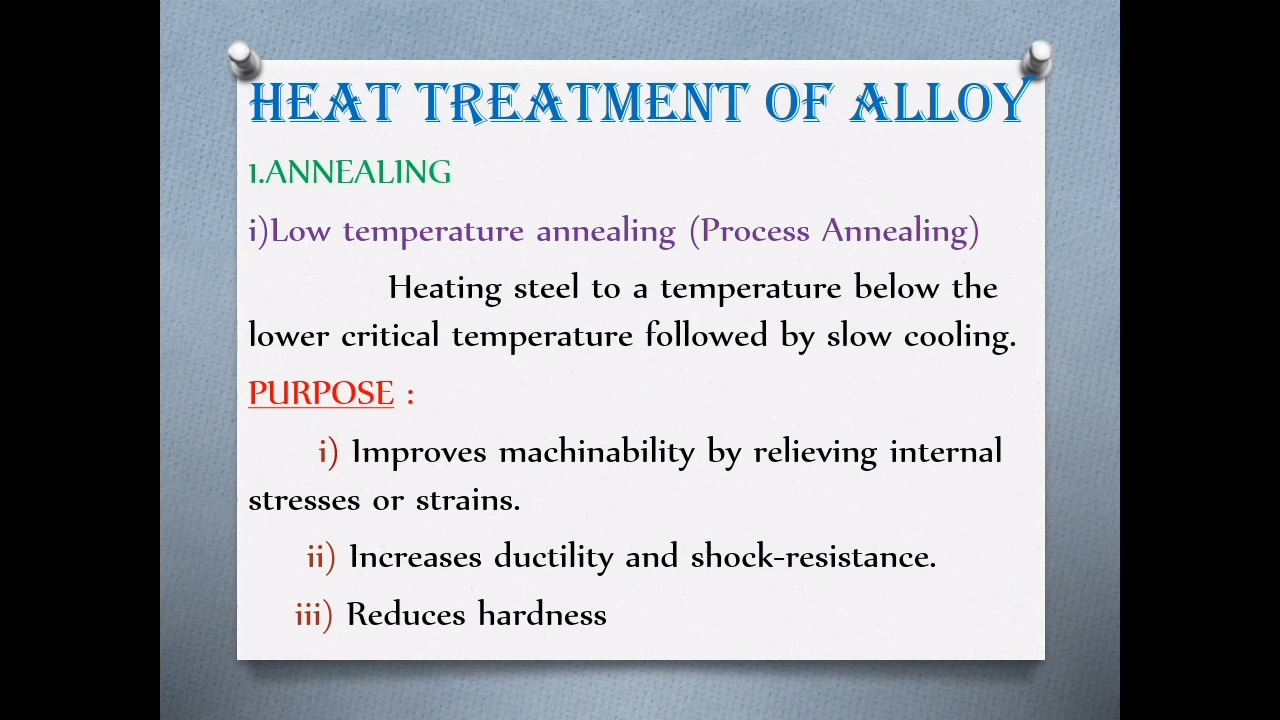 HEAT TREATMENT OF ALLOY
1.ANNEALING
i)Low temperature annealing (Process Annealing)
Heating steel to a temperature below the
lower critical temperature followed by slow cooling.
PURPOSE :
i) Improves machinability by relieving internal
stresses or strains.
ii) Increases ductility and shock-resistance.
iii) Reduces hardness